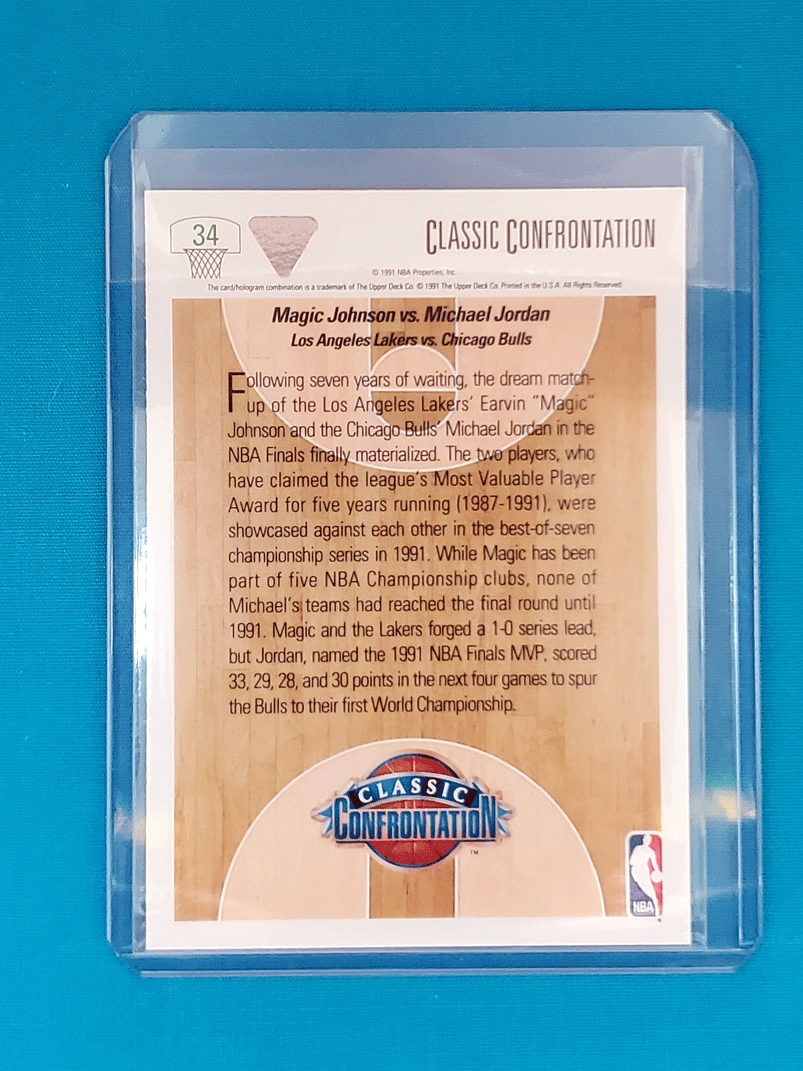 34
CLASSIC CONFRONTATION
© 1991 NBA Properties, Inc.
The card/hologram combination is a trademark of The Upper Deck Co. © 1991 The Upper Deck Co. Printed in the U.S.A. All Rights Reserved
Magic Johnson vs. Michael Jordan
Los Angeles Lakers vs. Chicago Bulls
Following seven years of waiting, the dream match-
up of the Los Angeles Lakers' Earvin "Magic"
Johnson and the Chicago Bulls' Michael Jordan in the
NBA Finals finally materialized. The two players, who
have claimed the league's Most Valuable Player
Award for five years running (1987-1991), were
showcased against each other in the best-of-seven
championship series in 1991. While Magic has been
part of five NBA Championship clubs, none of
Michael's teams had reached the final round until
1991. Magic and the Lakers forged a 1-0 series lead,
but Jordan, named the 1991 NBA Finals MVP, scored
33, 29, 28, and 30 points in the next four games to spur
the Bulls to their first World Championship.
CLASSIC
CONFRONTATION
TM
NBA